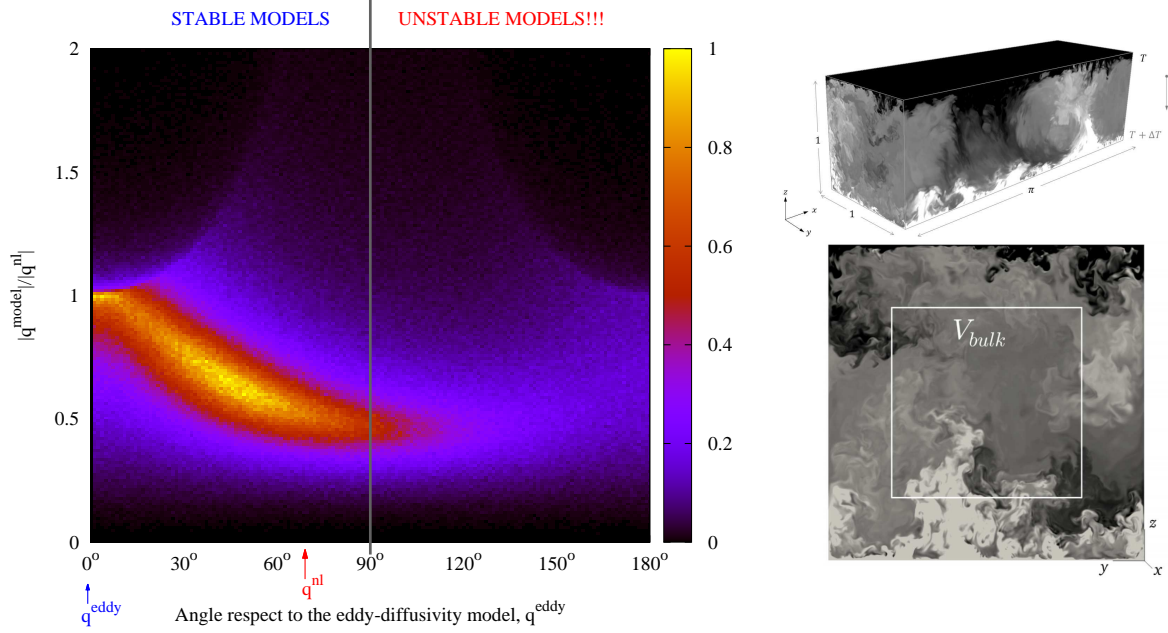 STABLE MODELS
UNSTABLE MODELS!!!
2
1.5
1
0.5
0
|q^model|/|q^nl|
0°
30°
60°
90°
120°
150°
180°
q^eddy
q^nl
Angle respect to the eddy-diffusivity model, q^eddy
1
0.8
0.6
0.4
0.2
0
T
T + ΔT
1
1
π
z
x
y
V_bulk
z
y
x